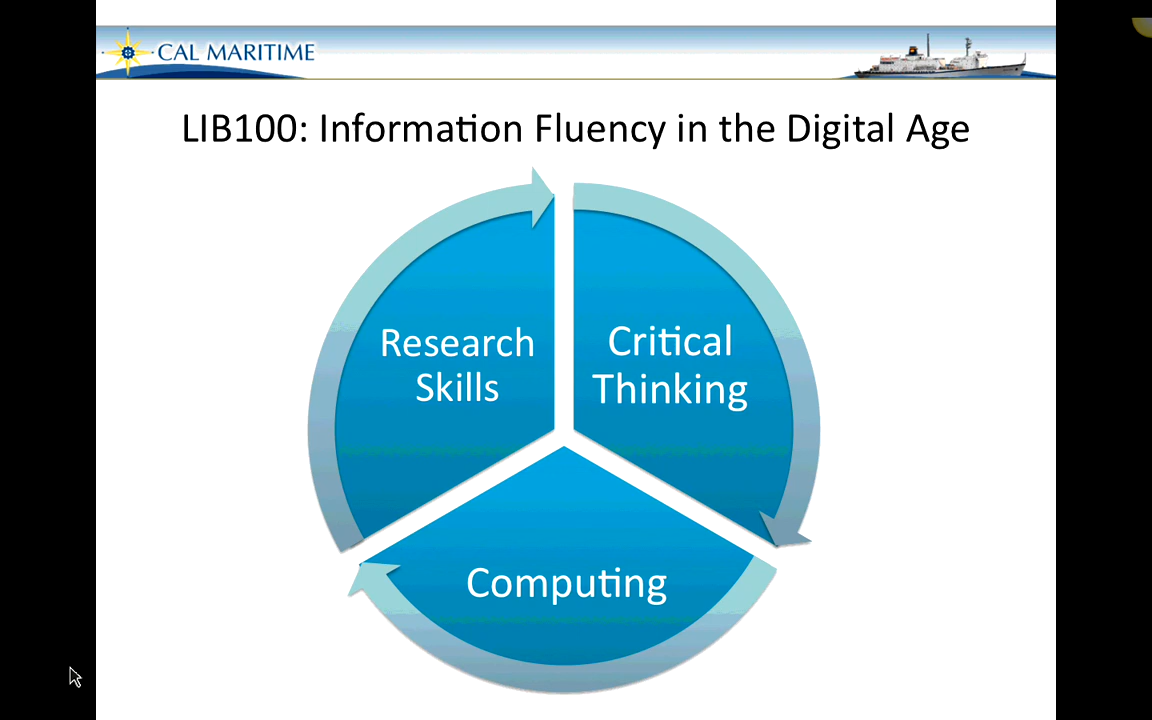 CAL MARITIME
LIB100: Information Fluency in the Digital Age
Research
Skills
Critical
Thinking
Computing